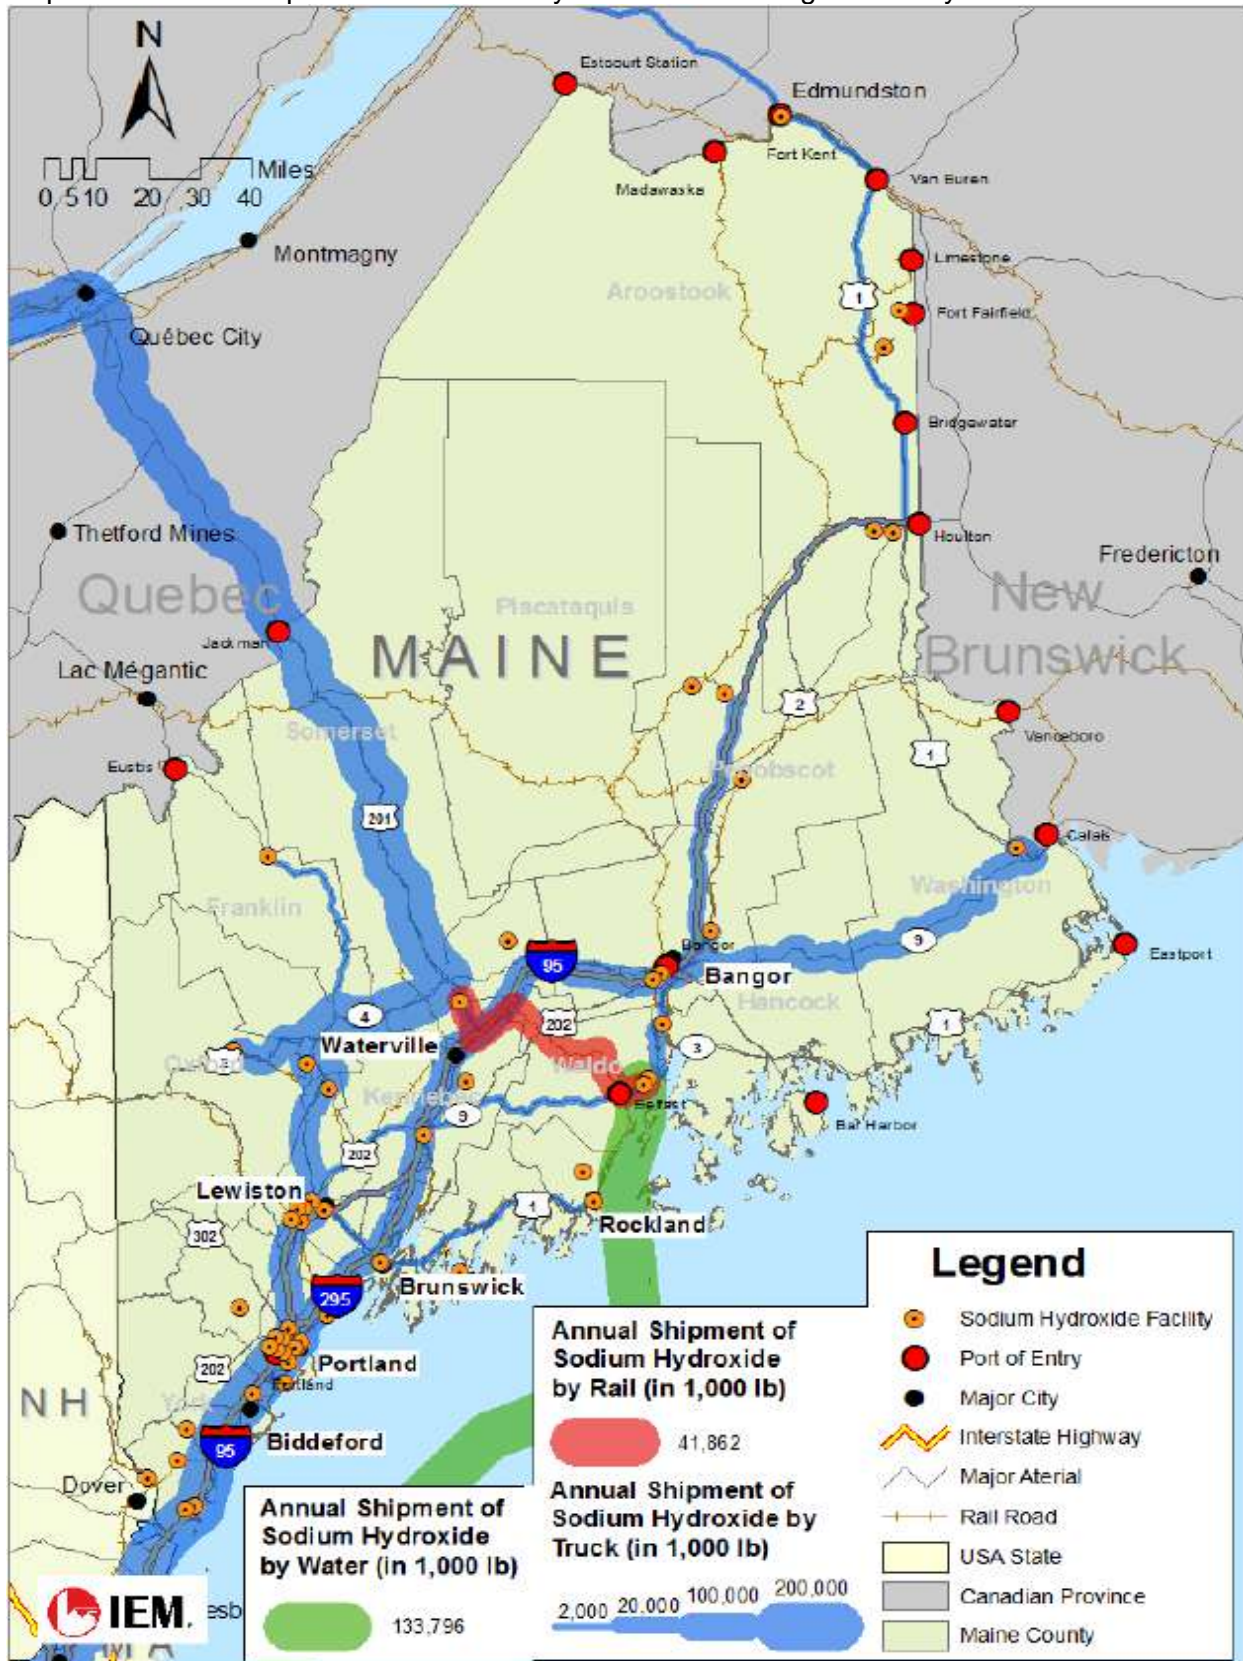 N
Miles
0 5 10 20 30 40
Estcourt Station
Edmundston
Fort Kent
Madawaska
Van Buren
Montmagny
Limestone
Aroostook
1
Fort Fairfield
Québec City
Bridgewater
Thetford Mines
Houlton
Fredericton
Quebec
New
Brunswick
Piscataquis
Jackman
MAINE
Lac Mégantic
2
Vanceboro
Somerset
1
Eustis
Penobscot
201
Calais
Washington
Franklin
9
Eastport
Bangor
95
Bangor
Hancock
4
202
1
Waterville
3
Oxford
Waldo
Kennebec
9
Belfast
Bar Harbor
202
Lewiston
1
Rockland
302
Brunswick
295
Portland
202
Portland
NH
York
Biddeford
95
Dover
IEM.
MA
Legend
Sodium Hydroxide Facility
Port of Entry
Major City
Interstate Highway
Major Aterial
Rail Road
USA State
Canadian Province
Maine County
Annual Shipment of
Sodium Hydroxide
by Rail (in 1,000 lb)
41,862
Annual Shipment of
Sodium Hydroxide by
Truck (in 1,000 lb)
2,000 20,000 100,000 200,000
Annual Shipment of
Sodium Hydroxide
by Water (in 1,000 lb)
133,796